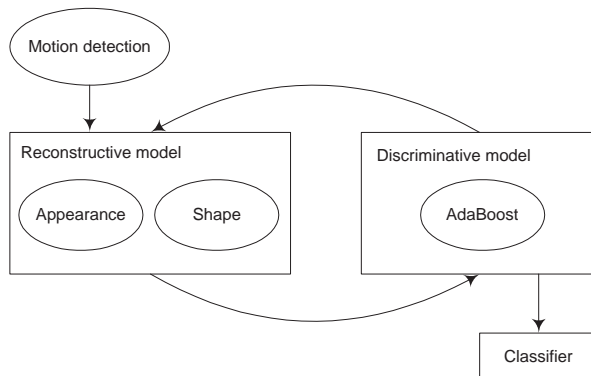 Motion detection
Reconstructive model
Discriminative model
Appearance
Shape
AdaBoost
Classifier